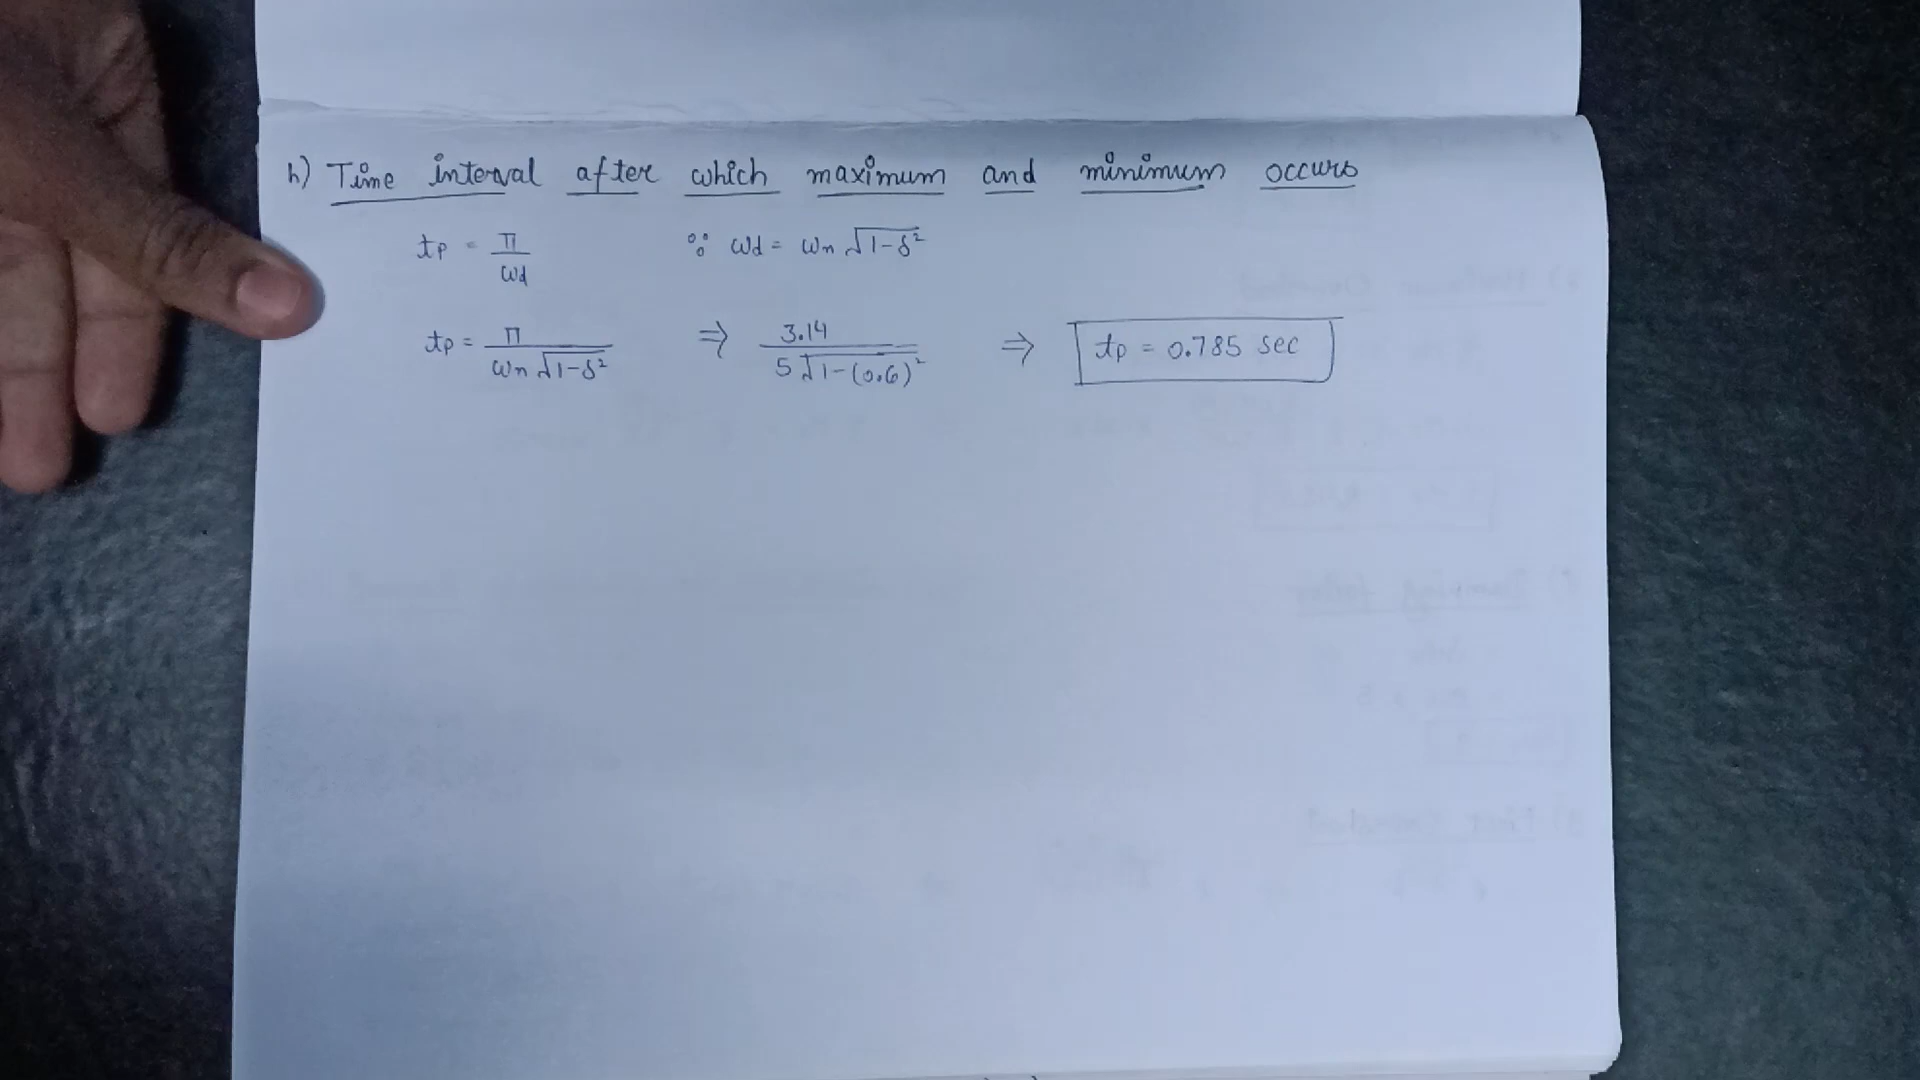 h) Time interval after which maximum and minimum occurs
tp = π/ωd ∵ ωd = ωn √1-δ²
tp = π/ωn √1-δ² ⇒ 3.14/5 √1-(0.6)² ⇒ tp = 0.785 sec